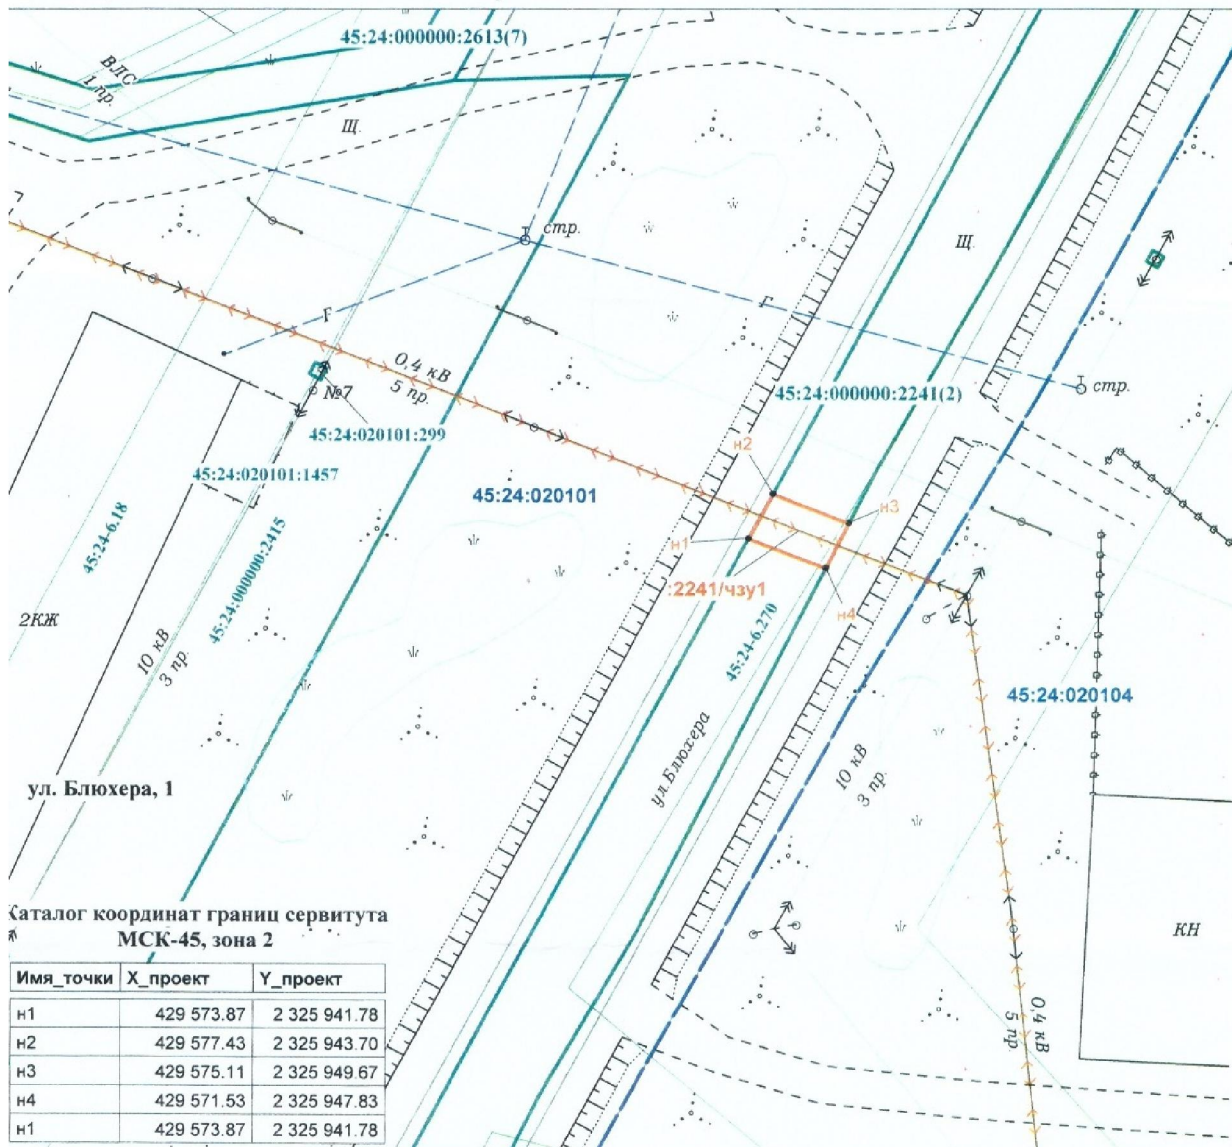 45:24:000000:2613(7)
ВЛС
1 пр.
Щ.
стр.
Щ.
Г
Г
0.4 кВ
5 пр.
№7
45:24:000000:2241(2)
стр.
45:24:020101:299
н2
45:24:020101:1457
45:24:020101
н3
н1
45:24-6.18
45:24:000000:2415
:2241/чзу1
н4
2КЖ
10 кВ
3 пр.
45:24-6.270
45:24:020104
ул.Блюхера
10 кВ
3 пр.
ул. Блюхера, 1
Каталог координат границ сервитута
МСК-45, зона 2
КН
Имя_точки X_проект Y_проект
н1 429 573.87 2 325 941.78
н2 429 577.43 2 325 943.70
н3 429 575.11 2 325 949.67
н4 429 571.53 2 325 947.83
н1 429 573.87 2 325 941.78
0.4 кВ
5 пр.